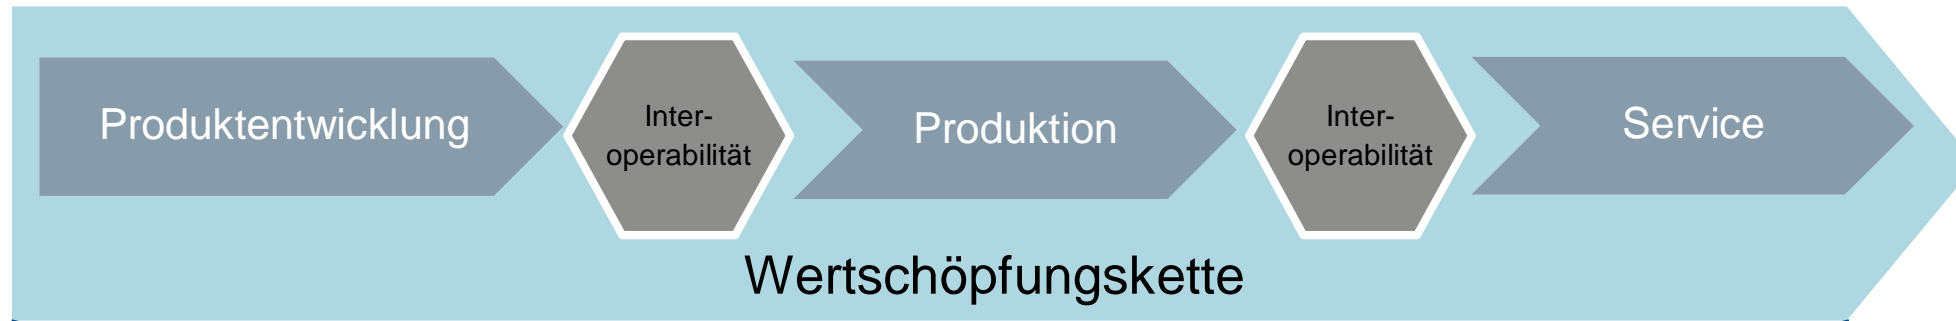 Produktentwicklung
Inter-
operabilität
Produktion
Inter-
operabilität
Service
Wertschöpfungskette